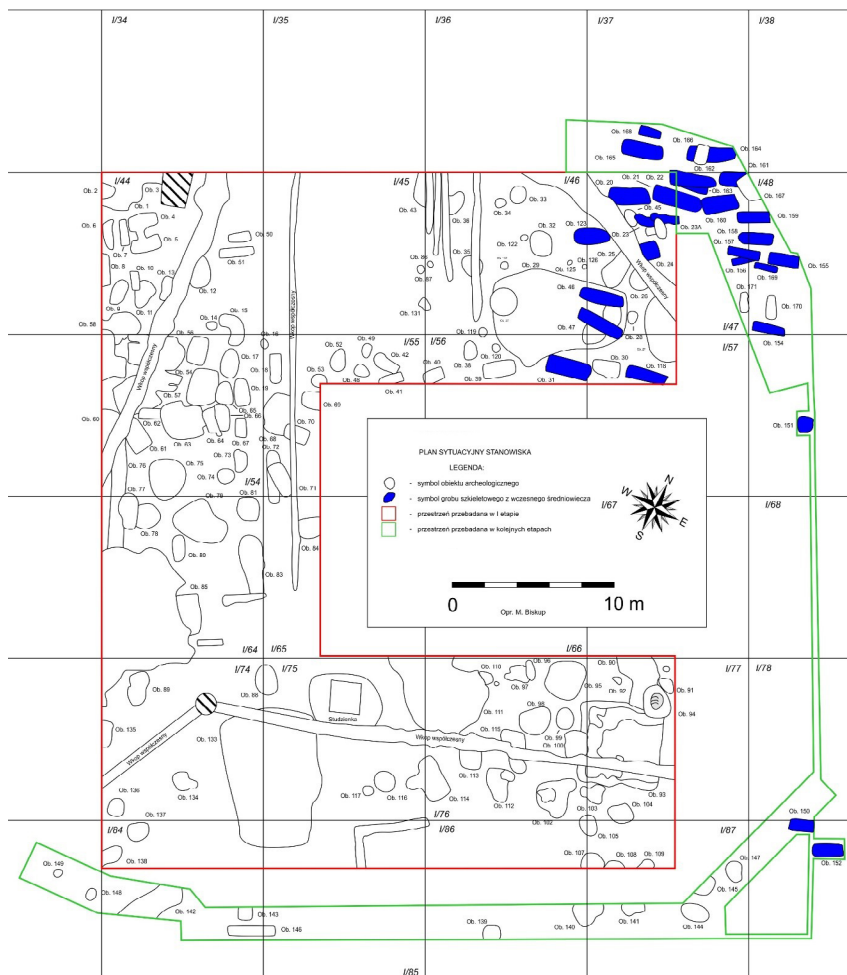 I/34
I/35
I/36
I/37
I/38
Ob. 168
Ob. 166
Ob. 164
Ob. 165
Ob. 162
Ob. 161
I/44
Ob. 3
I/45
I/46
Ob. 21
Ob. 22
Ob. 163
I/48
Ob. 2
Ob. 1
Ob. 43
Ob. 33
Ob. 20
Ob. 167
Ob. 4
Ob. 36
Ob. 34
Ob. 45
Ob. 160
Ob. 159
Ob. 6
Ob. 5
Ob. 50
Ob. 123
Ob. 23
Ob. 23A
Ob. 158
Ob. 7
Ob. 51
Ob. 122
Ob. 32
Ob. 157
Ob. 8
Ob. 10
Ob. 13
Ob. 12
Ob. 86
Ob. 35
Ob. 29
Ob. 125
Ob. 126
Ob. 25
Ob. 24
Ob. 156
Ob. 169
Ob. 155
Ob. 87
Wkop współczesny
Ob. 9
Ob. 11
Ob. 15
Ob. 131
Ob. 46
Ob. 26
Ob. 171
Ob. 170
Ob. 58
Ob. 14
Ob. 16
Wkop współczesny
Ob. 119
Ob. 47
Ob. 28
I/47
Ob. 154
Ob. 56
Ob. 17
Ob. 52
Ob. 49
I/55
I/56
I/57
Wkop współczesny
Ob. 54
Ob. 18
Ob. 42
Ob. 40
Ob. 38
Ob. 120
Ob. 30
Ob. 118
Ob. 57
Ob. 19
Ob. 53
Ob. 48
Ob. 41
Ob. 39
Ob. 31
Ob. 60
Ob. 62
Ob. 65
Ob. 66
Ob. 60
Ob. 151
Ob. 61
Ob. 63
Ob. 64
Ob. 67
Ob. 68
Ob. 70
Ob. 76
Ob. 75
Ob. 73
Ob. 72
Ob. 74
I/54
Ob. 71
Ob. 77
Ob. 81
Ob. 78
Ob. 84
Ob. 80
Ob. 83
Ob. 85
PLAN SYTUACYJNY STANOWISKA
LEGENDA:
- symbol obiektu archeologicznego
- symbol grobu szkieletowego z wczesnego średniowiecza
- przestrzeń przebadana w I etapie
- przestrzeń przebadana w kolejnych etapach
N
W
E
S
0
10 m
Opr. M. Biskup
I/67
I/68
I/64
I/65
I/66
I/74
I/75
I/77
I/78
Ob. 110
Ob. 96
Ob. 90
Ob. 89
Ob. 88
Ob. 97
Ob. 95
Ob. 92
Ob. 91
Studzienka
Ob. 111
Ob. 98
Ob. 94
Ob. 135
Ob. 133
Wkop współczesny
Wkop współczesny
Ob. 115
Ob. 99
Ob. 100
Ob. 136
Ob. 134
Ob. 117
Ob. 116
Ob. 113
Ob. 114
Ob. 112
Ob. 93
Ob. 137
Ob. 102
Ob. 103
Ob. 104
Ob. 150
I/84
I/76
I/86
Ob. 105
I/87
Ob. 138
Ob. 107
Ob. 108
Ob. 109
Ob. 147
Ob. 152
Ob. 149
Ob. 148
Ob. 142
Ob. 143
Ob. 145
Ob. 146
Ob. 139
Ob. 140
Ob. 141
Ob. 144
I/85